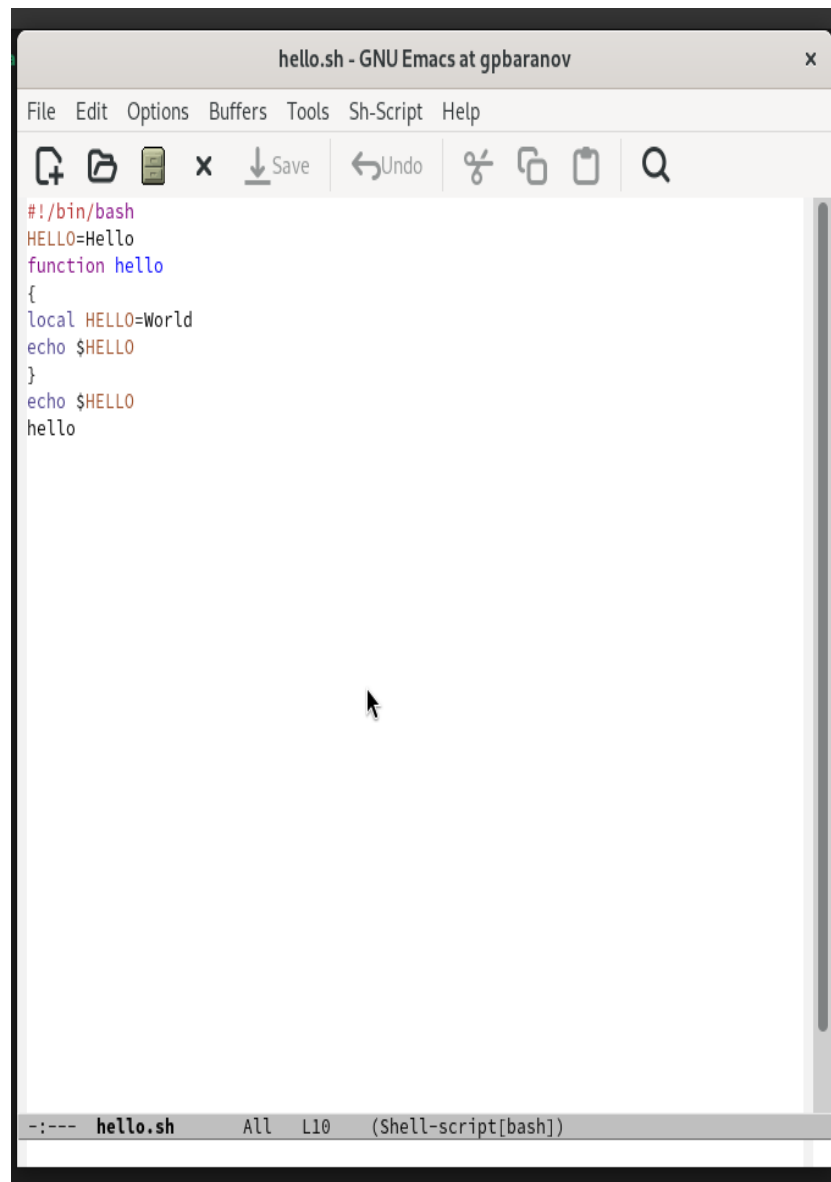 hello.sh - GNU Emacs at gpbaranov
File Edit Options Buffers Tools Sh-Script Help
Save Undo
#!/bin/bash
HELLO=Hello
function hello
{
local HELLO=World
echo $HELLO
}
echo $HELLO
hello
-:--- hello.sh All L10 (Shell-script[bash])